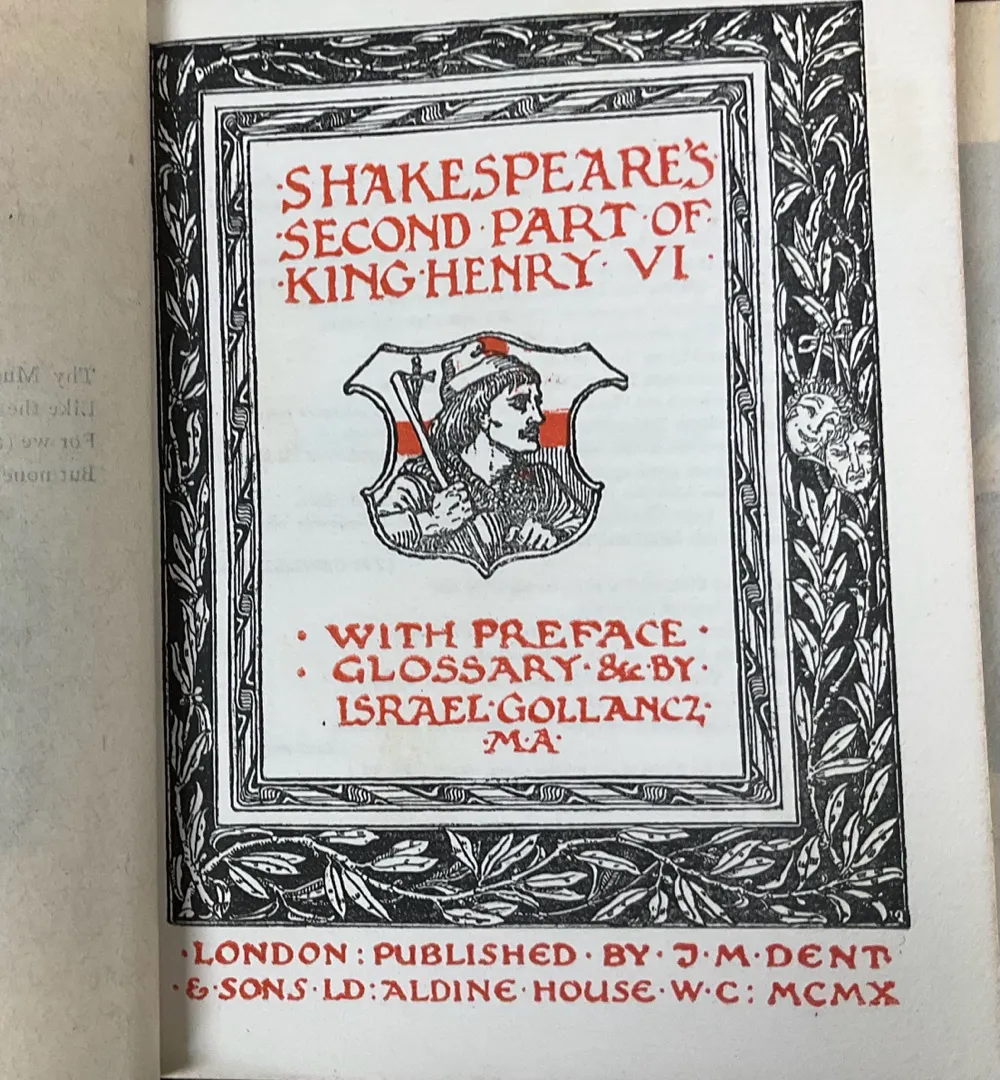 ·SHAKESPEARE'S·
·SECOND·PART·OF·
·KING·HENRY·VI·
·WITH PREFACE·
·GLOSSARY·&c·BY·
·ISRAEL·GOLLANCZ·
·M·A·
·LONDON: PUBLISHED·BY·J·M·DENT·
·&·SONS·LD: ALDINE·HOUSE·W·C: MCMX